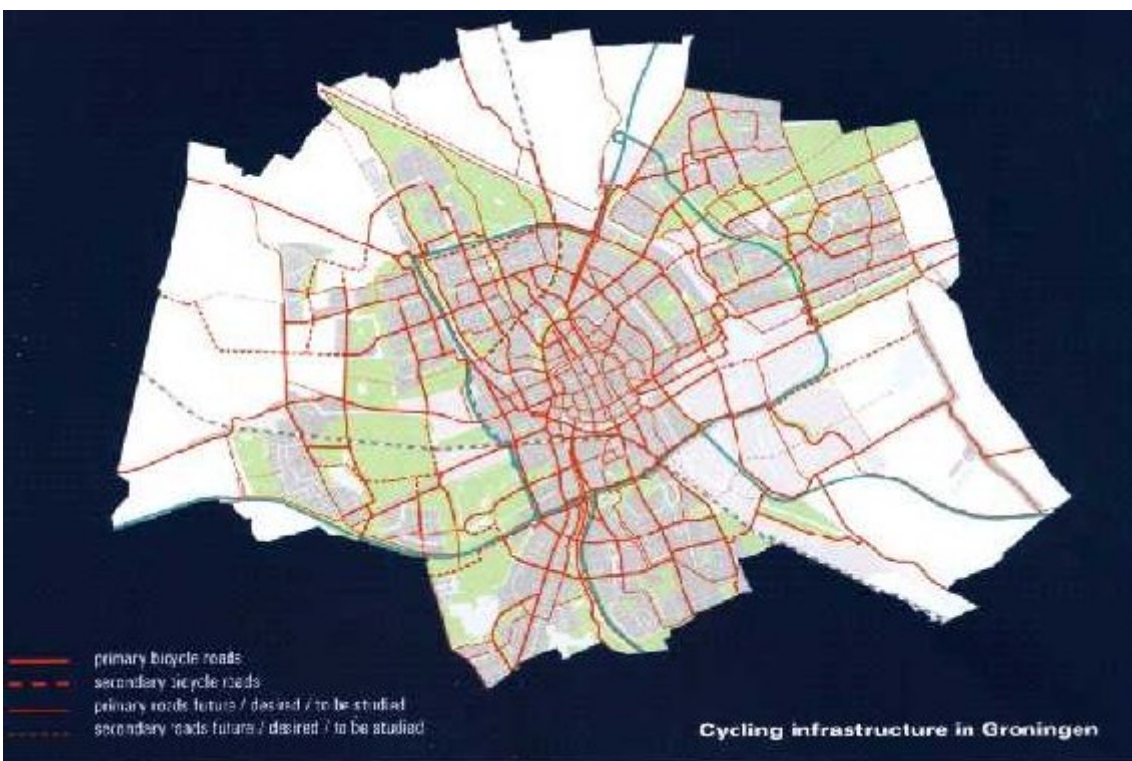 primary bicycle roads
secondary bicycle roads
primary roads future / desired / to be studied
secondary roads future / desired / to be studied
Cycling infrastructure in Groningen